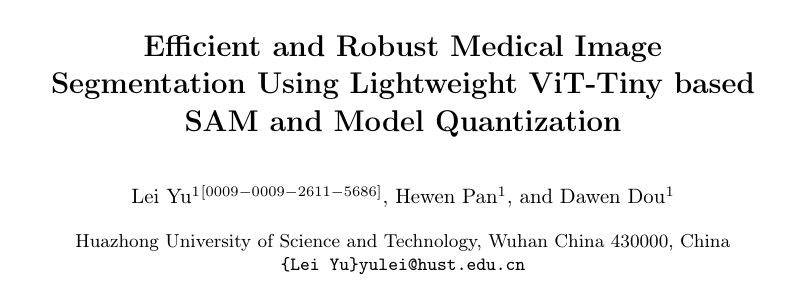 Efficient and Robust Medical Image
Segmentation Using Lightweight ViT-Tiny based
SAM and Model Quantization
Lei Yu1[0009−0009−2611−5686], Hewen Pan1, and Dawen Dou1
Huazhong University of Science and Technology, Wuhan China 430000, China
{Lei Yu}yulei@hust.edu.cn